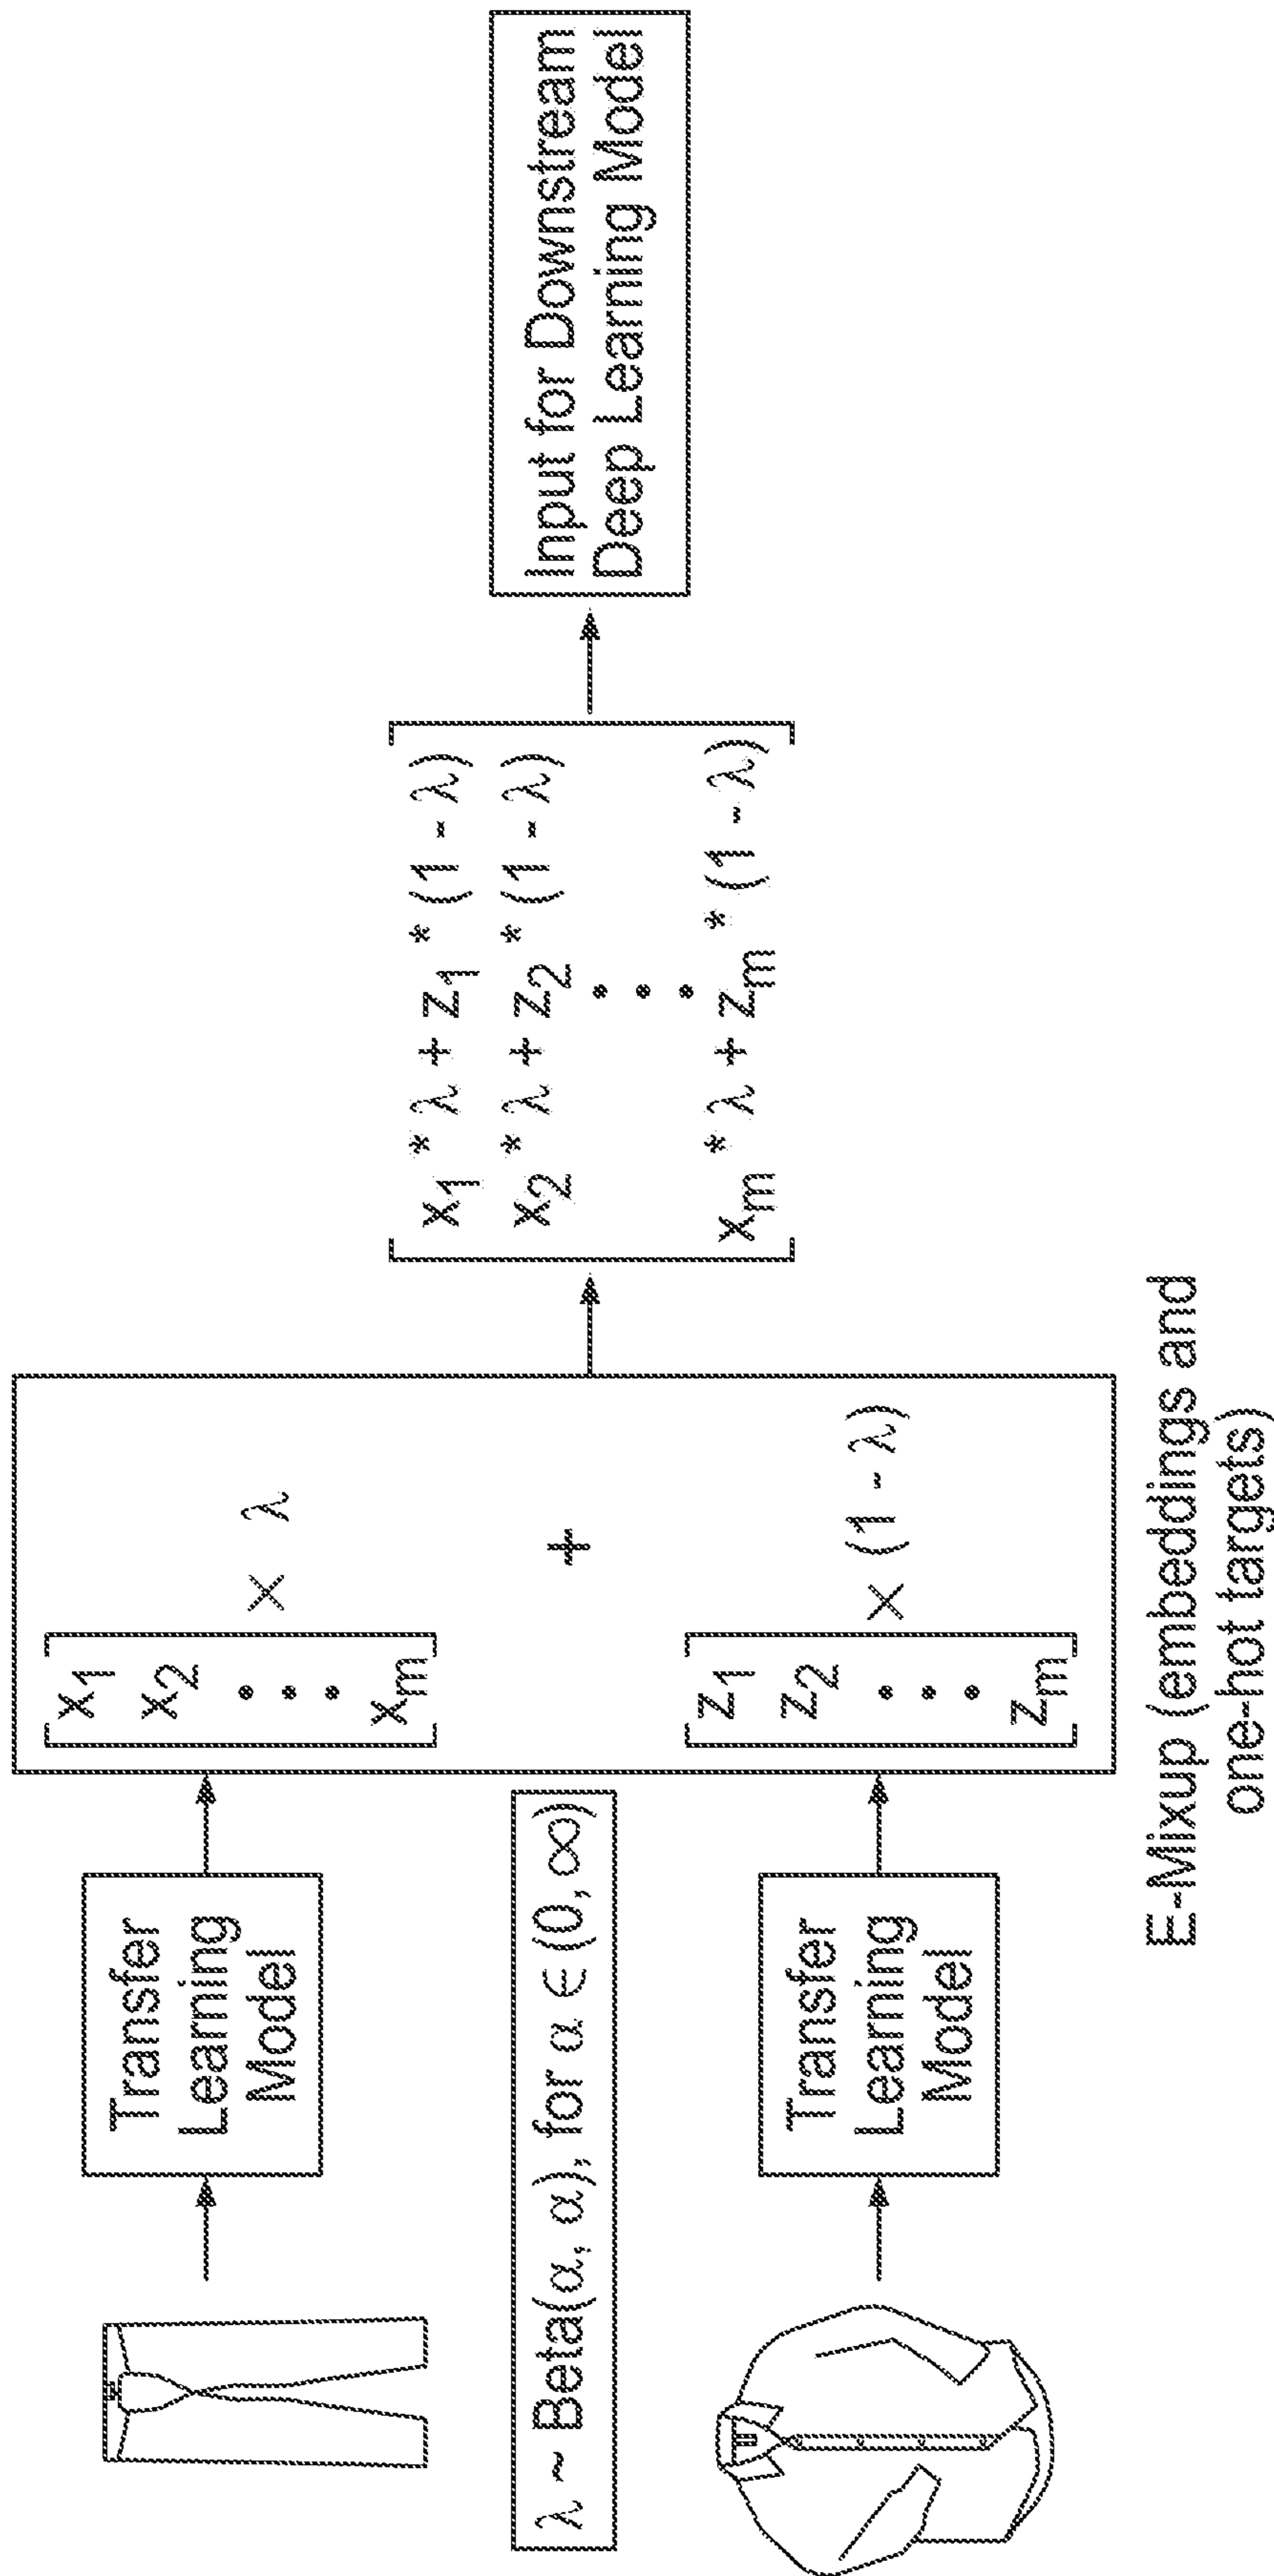 Transfer
Learning
Model
λ ~ Beta(α, α), for α ∈ (0, ∞)
Transfer
Learning
Model
x₁
x₂
xₘ
× λ
+
z₁
z₂
zₘ
× (1 - λ)
E-Mixup (embeddings and
one-hot targets)
x₁* λ + z₁* (1 - λ)
x₂* λ + z₂* (1 - λ)
xₘ* λ + zₘ* (1 - λ)
Input for Downstream
Deep Learning Model